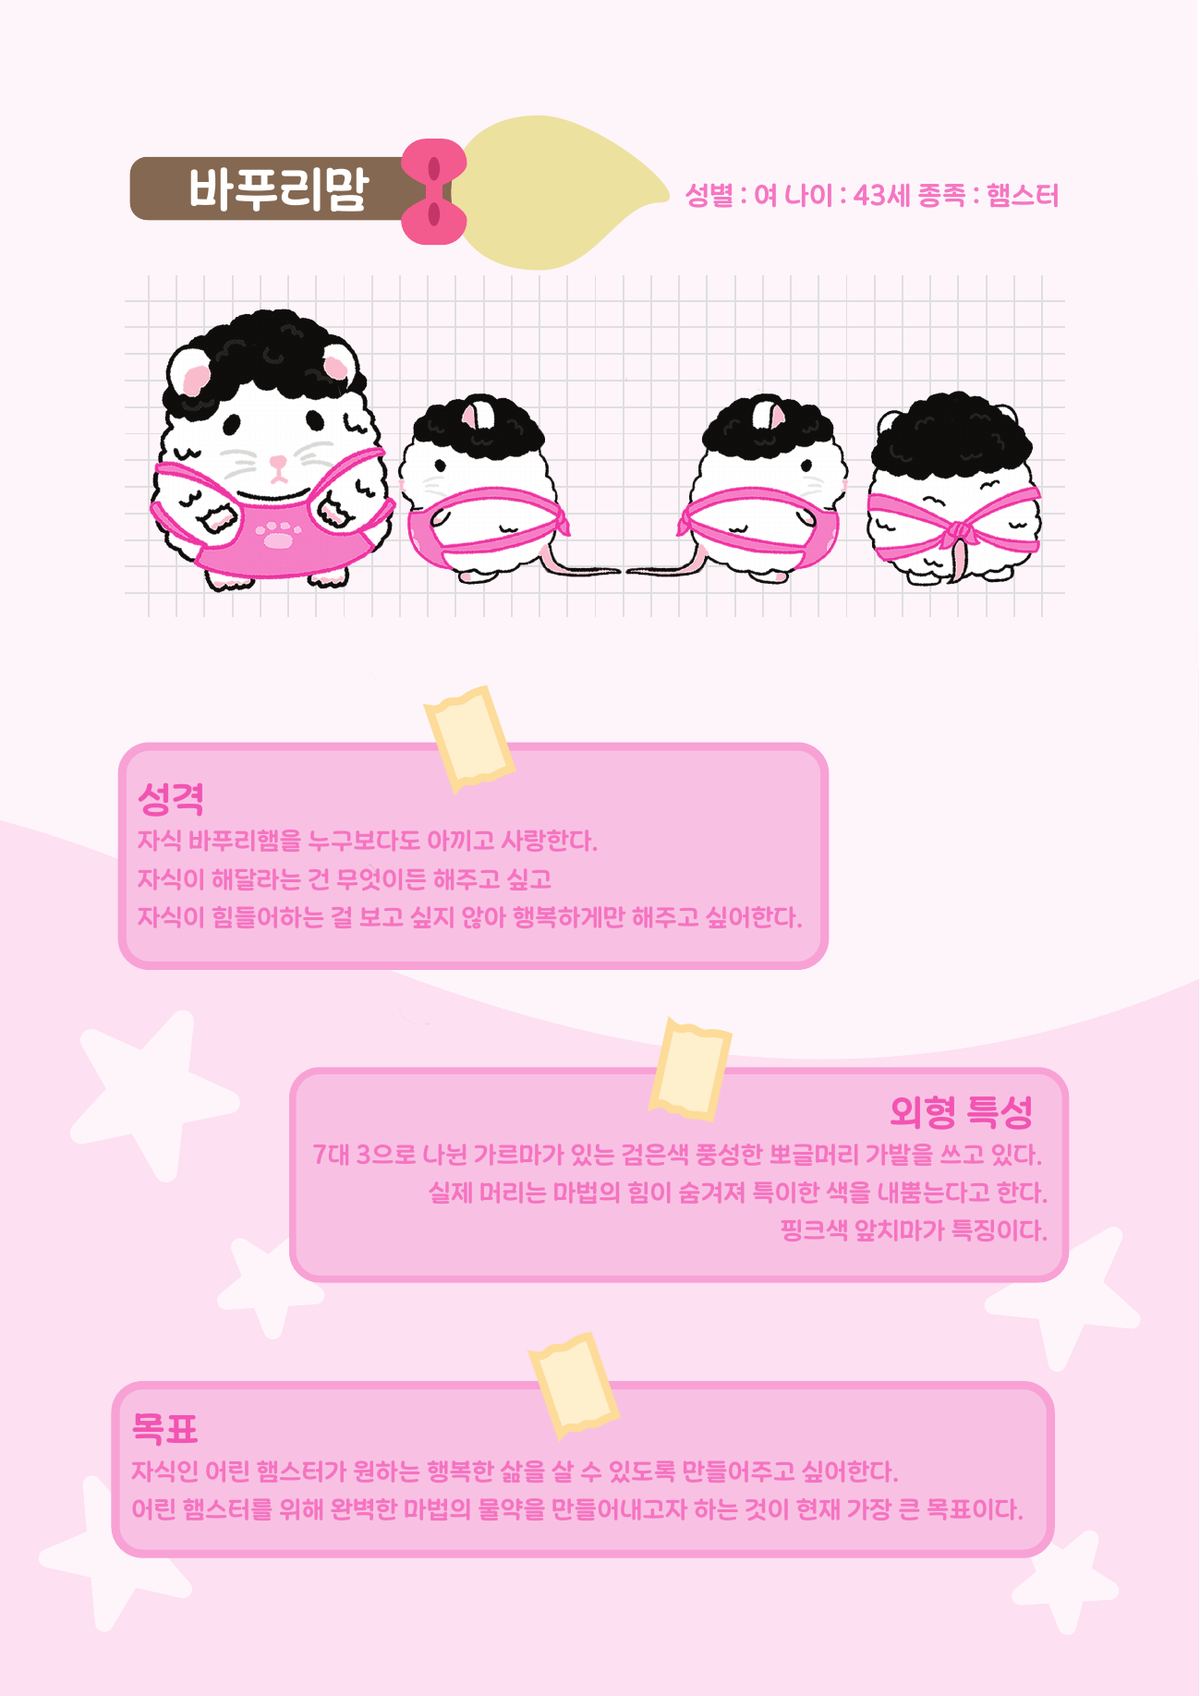 바푸리맘
성별 : 여 나이 : 43세 종족 : 햄스터
성격
자식 바푸리햄을 누구보다도 아끼고 사랑한다.
자식이 해달라는 건 무엇이든 해주고 싶고
자식이 힘들어하는 걸 보고 싶지 않아 행복하게만 해주고 싶어한다.
외형 특성
7대 3으로 나뉜 가르마가 있는 검은색 풍성한 뽀글머리 가발을 쓰고 있다.
실제 머리는 마법의 힘이 숨겨져 특이한 색을 내뿜는다고 한다.
핑크색 앞치마가 특징이다.
목표
자식인 어린 햄스터가 원하는 행복한 삶을 살 수 있도록 만들어주고 싶어한다.
어린 햄스터를 위해 완벽한 마법의 물약을 만들어내고자 하는 것이 현재 가장 큰 목표이다.